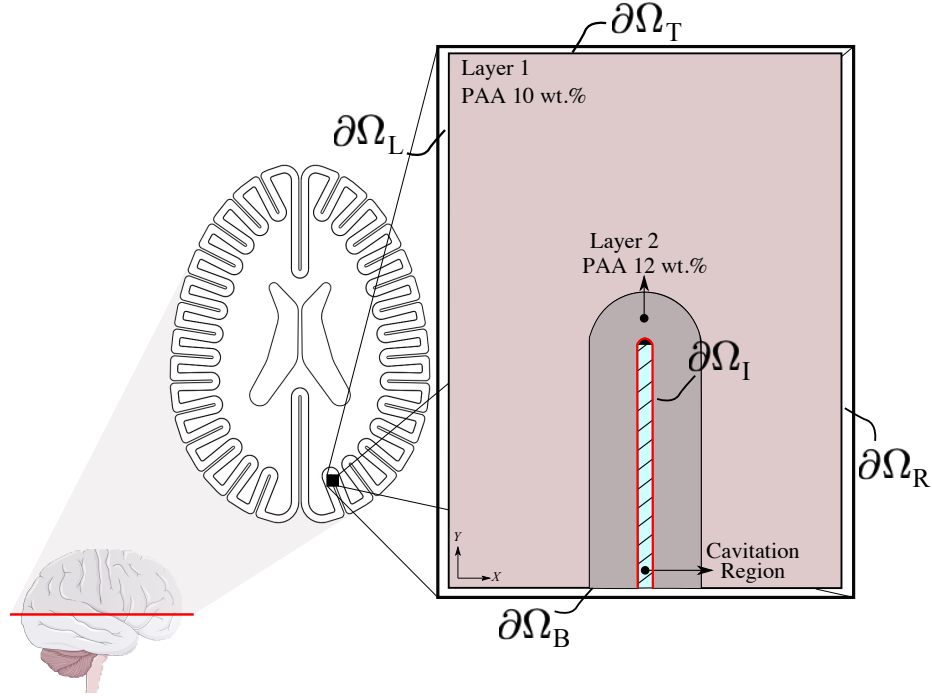 ∂Ω_T
Layer 1
PAA 10 wt.%
∂Ω_L
Layer 2
PAA 12 wt.%
∂Ω_I
∂Ω_R
Y
X
Cavitation
Region
∂Ω_B